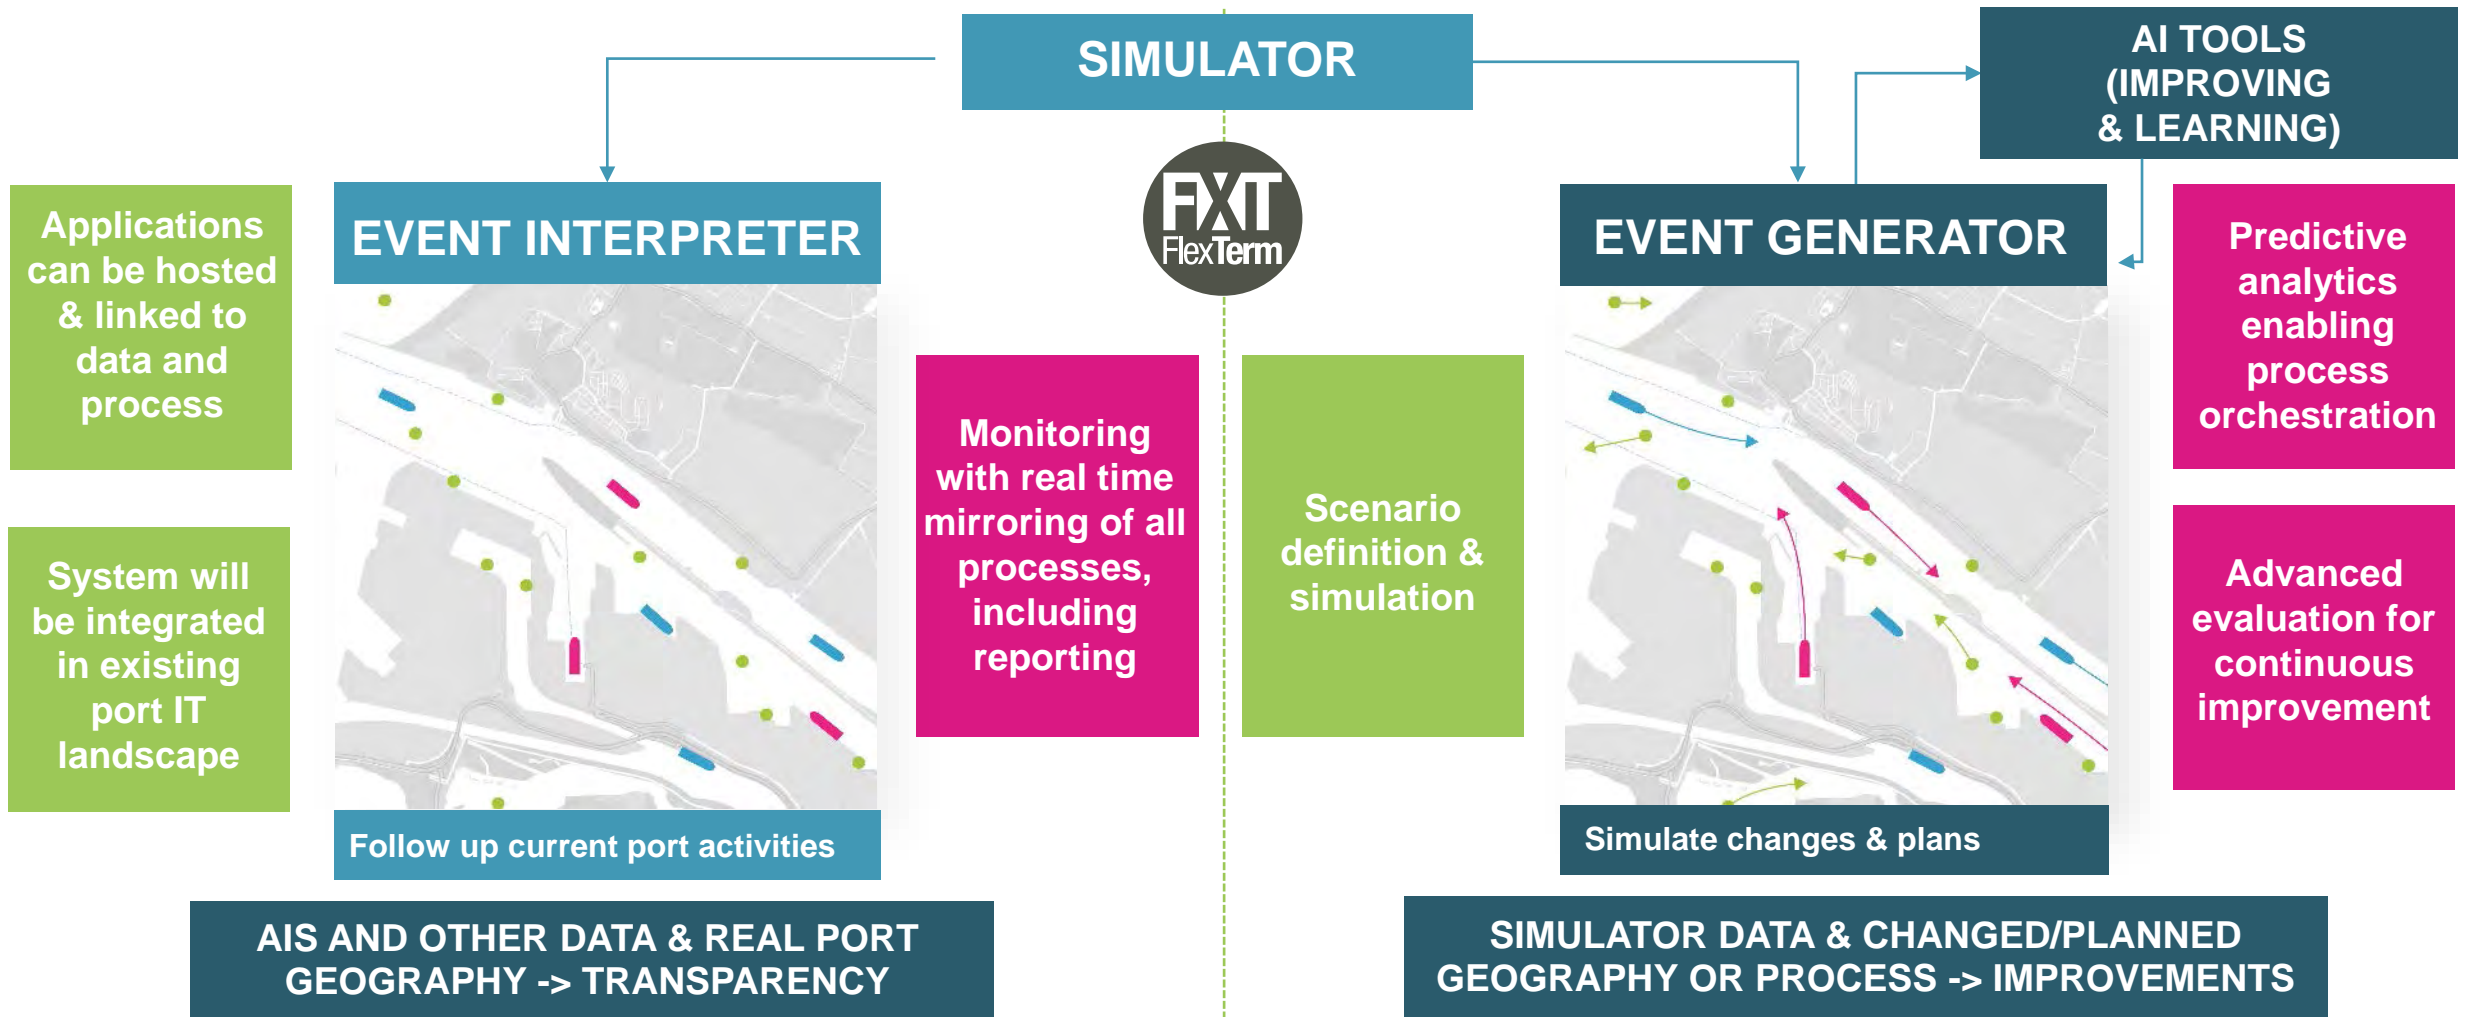 SIMULATOR
AI TOOLS
(IMPROVING
& LEARNING)
FXT
FlexTerm
Applications
can be hosted
& linked to
data and
process
System will
be integrated
in existing
port IT
landscape
EVENT INTERPRETER
Follow up current port activities
AIS AND OTHER DATA & REAL PORT
GEOGRAPHY -> TRANSPARENCY
Monitoring
with real time
mirroring of all
processes,
including
reporting
Scenario
definition &
simulation
EVENT GENERATOR
Simulate changes & plans
SIMULATOR DATA & CHANGED/PLANNED
GEOGRAPHY OR PROCESS -> IMPROVEMENTS
Predictive
analytics
enabling
process
orchestration
Advanced
evaluation for
continuous
improvement